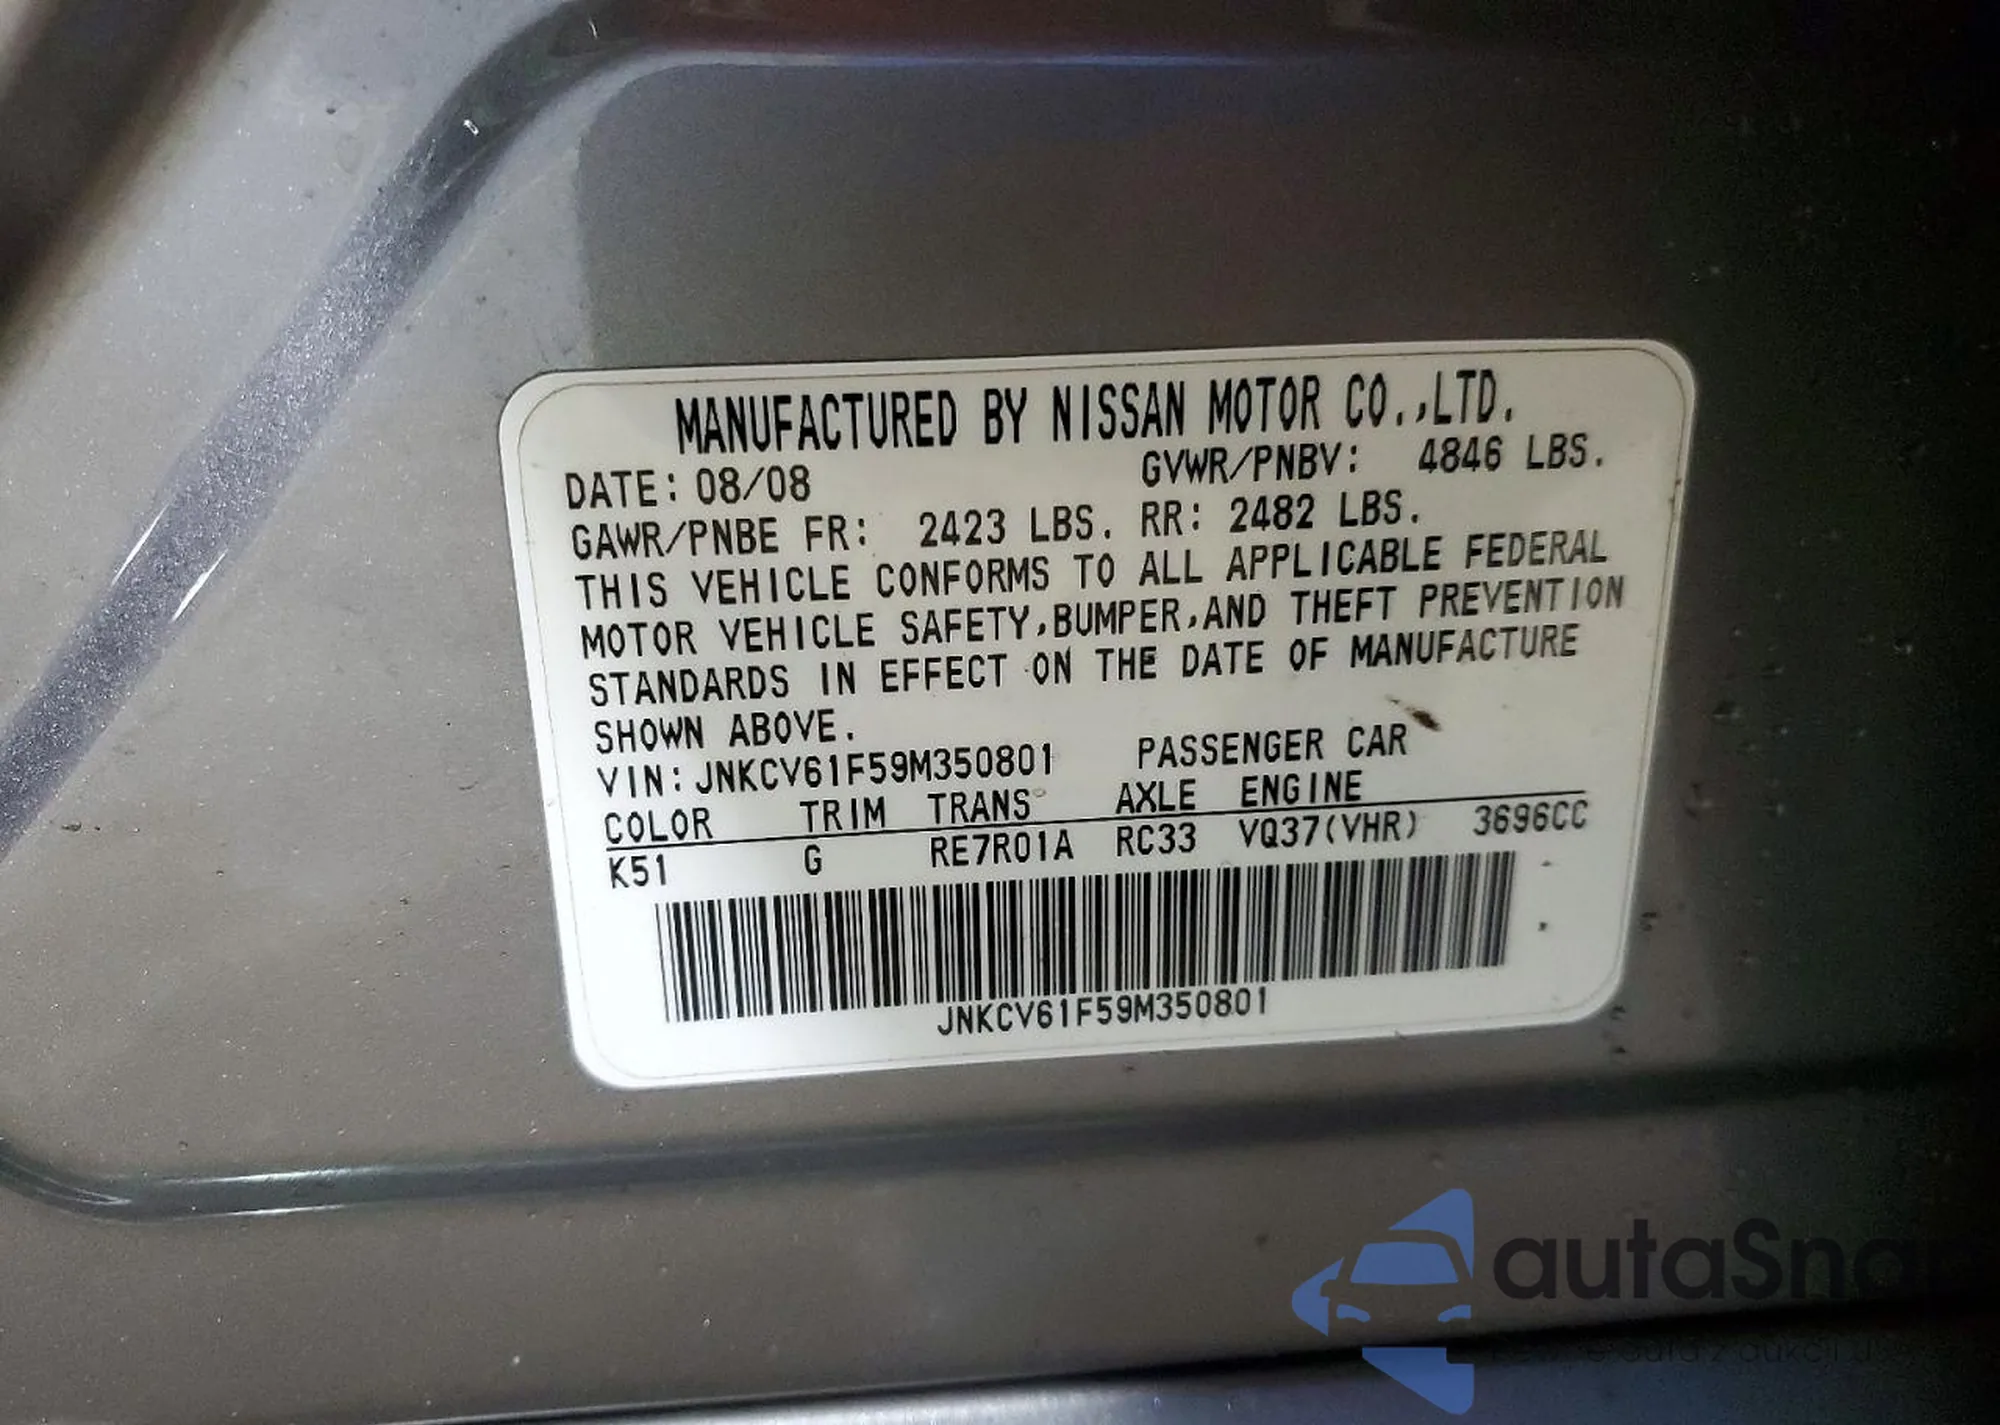 MANUFACTURED BY NISSAN MOTOR CO.,LTD.
DATE: 08/08 GVWR/PNBV: 4846 LBS.
GAWR/PNBE FR: 2423 LBS. RR: 2482 LBS.
THIS VEHICLE CONFORMS TO ALL APPLICABLE FEDERAL
MOTOR VEHICLE SAFETY,BUMPER,AND THEFT PREVENTION
STANDARDS IN EFFECT ON THE DATE OF MANUFACTURE
SHOWN ABOVE.
VIN: JNKCV61F59M350801 PASSENGER CAR
COLOR TRIM TRANS AXLE ENGINE
K51 G RE7R01A RC33 VQ37(VHR) 3696CC
JNKCV61F59M350801
autaSna
auta z aukcji